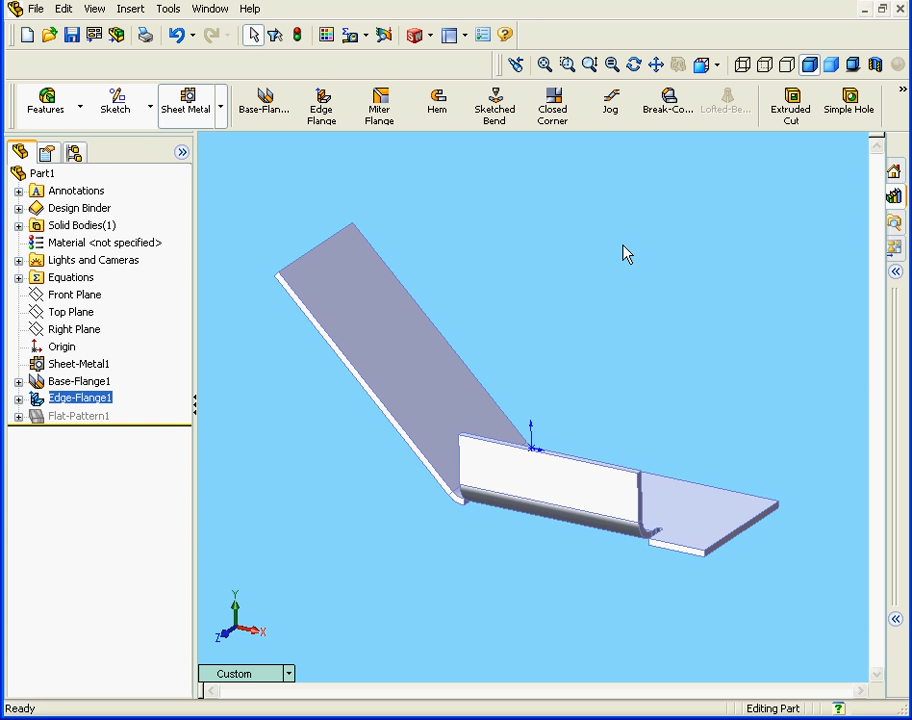 File Edit View Insert Tools Window Help
Features Sketch Sheet Metal Base-Flan... Edge Flange Miter Flange Hem Sketched Bend Closed Corner Jog Break-Co... Lofted-Be... Extruded Cut Simple Hole
Part1
Annotations
Design Binder
Solid Bodies(1)
Material <not specified>
Lights and Cameras
Equations
Front Plane
Top Plane
Right Plane
Origin
Sheet-Metal1
Base-Flange1
Edge-Flange1
Flat-Pattern1
Y
Z X
Custom
Ready Editing Part